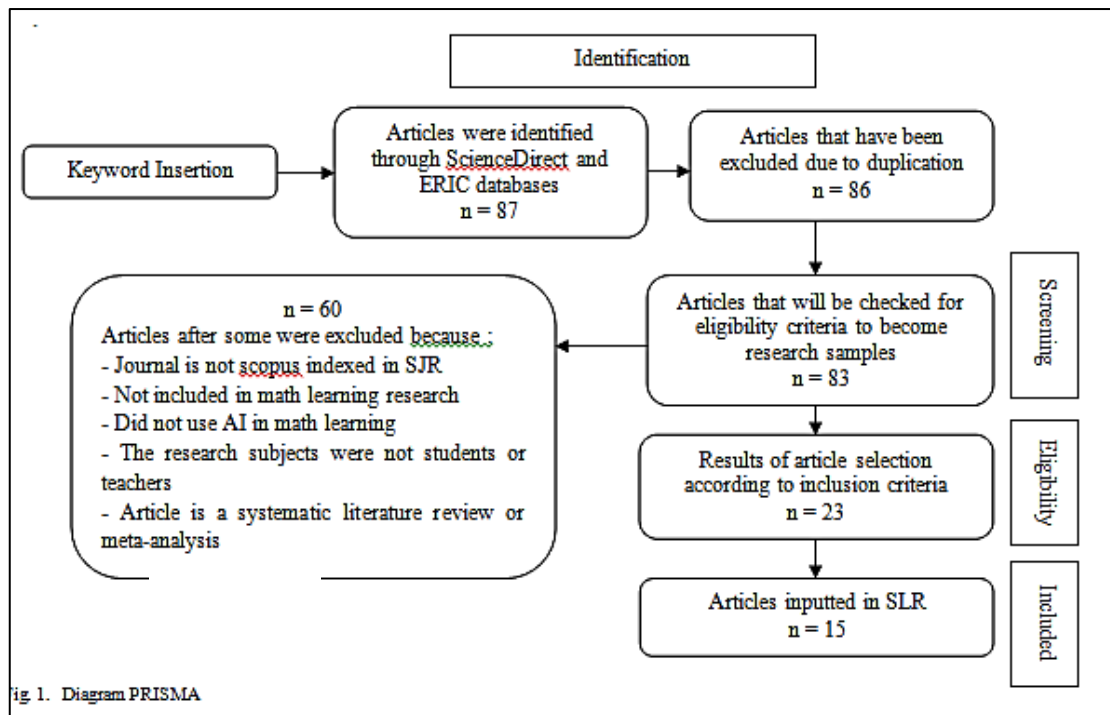 Identification
Keyword Insertion
Articles were identified
through ScienceDirect and
ERIC databases
n = 87
Articles that have been
excluded due to duplication
n = 86
n = 60
Articles after some were excluded because :
- Journal is not scopus indexed in SJR
- Not included in math learning research
- Did not use AI in math learning
- The research subjects were not students or
teachers
- Article is a systematic literature review or
meta-analysis
Articles that will be checked for
eligibility criteria to become
research samples
n = 83
Screening
Results of article selection
according to inclusion criteria
n = 23
Eligibility
Articles inputted in SLR
n = 15
Included
ig. 1. Diagram PRISMA